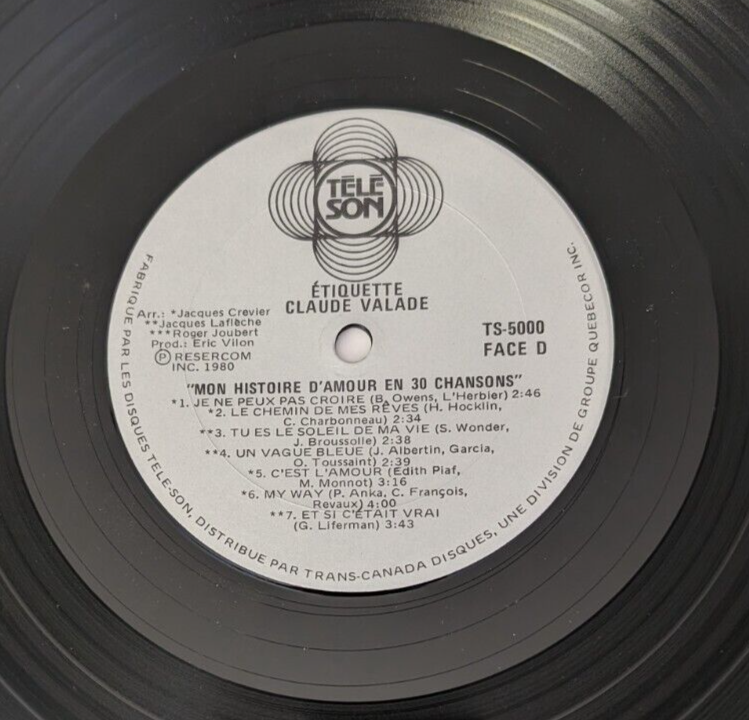 TÉLÉ
SON
ÉTIQUETTE
CLAUDE VALADE
Arr.: *Jacques Crevier
**Jacques Laflèche
***Roger Joubert
Prod.: Eric Vilon
Ⓟ RESERCOM
INC. 1980
TS-5000
FACE D
"MON HISTOIRE D'AMOUR EN 30 CHANSONS"
*1. JE NE PEUX PAS CROIRE (B. Owens, L'Herbier) 2:46
*2. LE CHEMIN DE MES RÊVES (H. Hocklin,
C. Charbonneau) 2:34
**3. TU ES LE SOLEIL DE MA VIE (S. Wonder,
J. Broussolle) 2:38
**4. UN VAGUE BLEUE (J. Albertin, Garcia,
O. Toussaint) 2:39
*5. C'EST L'AMOUR (Edith Piaf,
M. Monnot) 3:16
*6. MY WAY (P. Anka, C. François,
Revaux) 4:00
**7. ET SI C'ÉTAIT VRAI
(G. Liferman) 3:43
FABRIQUÉ PAR LES DISQUES TÉLÉ-SON, DISTRIBUÉ PAR TRANS-CANADA DISQUES, UNE DIVISION DE GROUPE QUEBECOR INC.